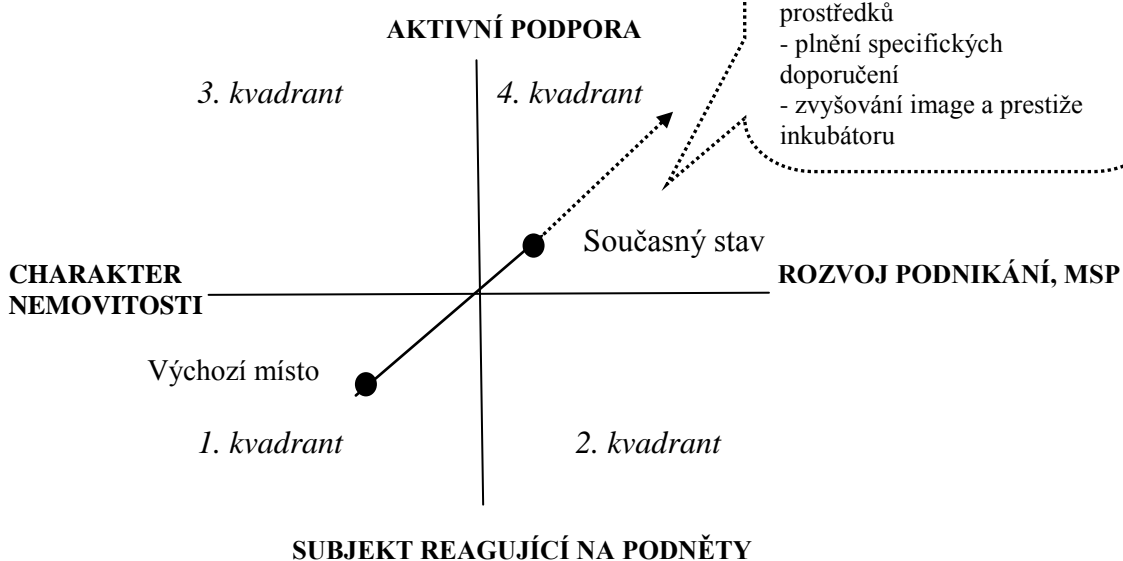 prostředků
- plnění specifických
doporučení
- zvyšování image a prestiže
inkubátoru
AKTIVNÍ PODPORA
3. kvadrant
4. kvadrant
Současný stav
CHARAKTER
NEMOVITOSTI
ROZVOJ PODNIKÁNÍ, MSP
Výchozí místo
1. kvadrant
2. kvadrant
SUBJEKT REAGUJÍCÍ NA PODNĚTY